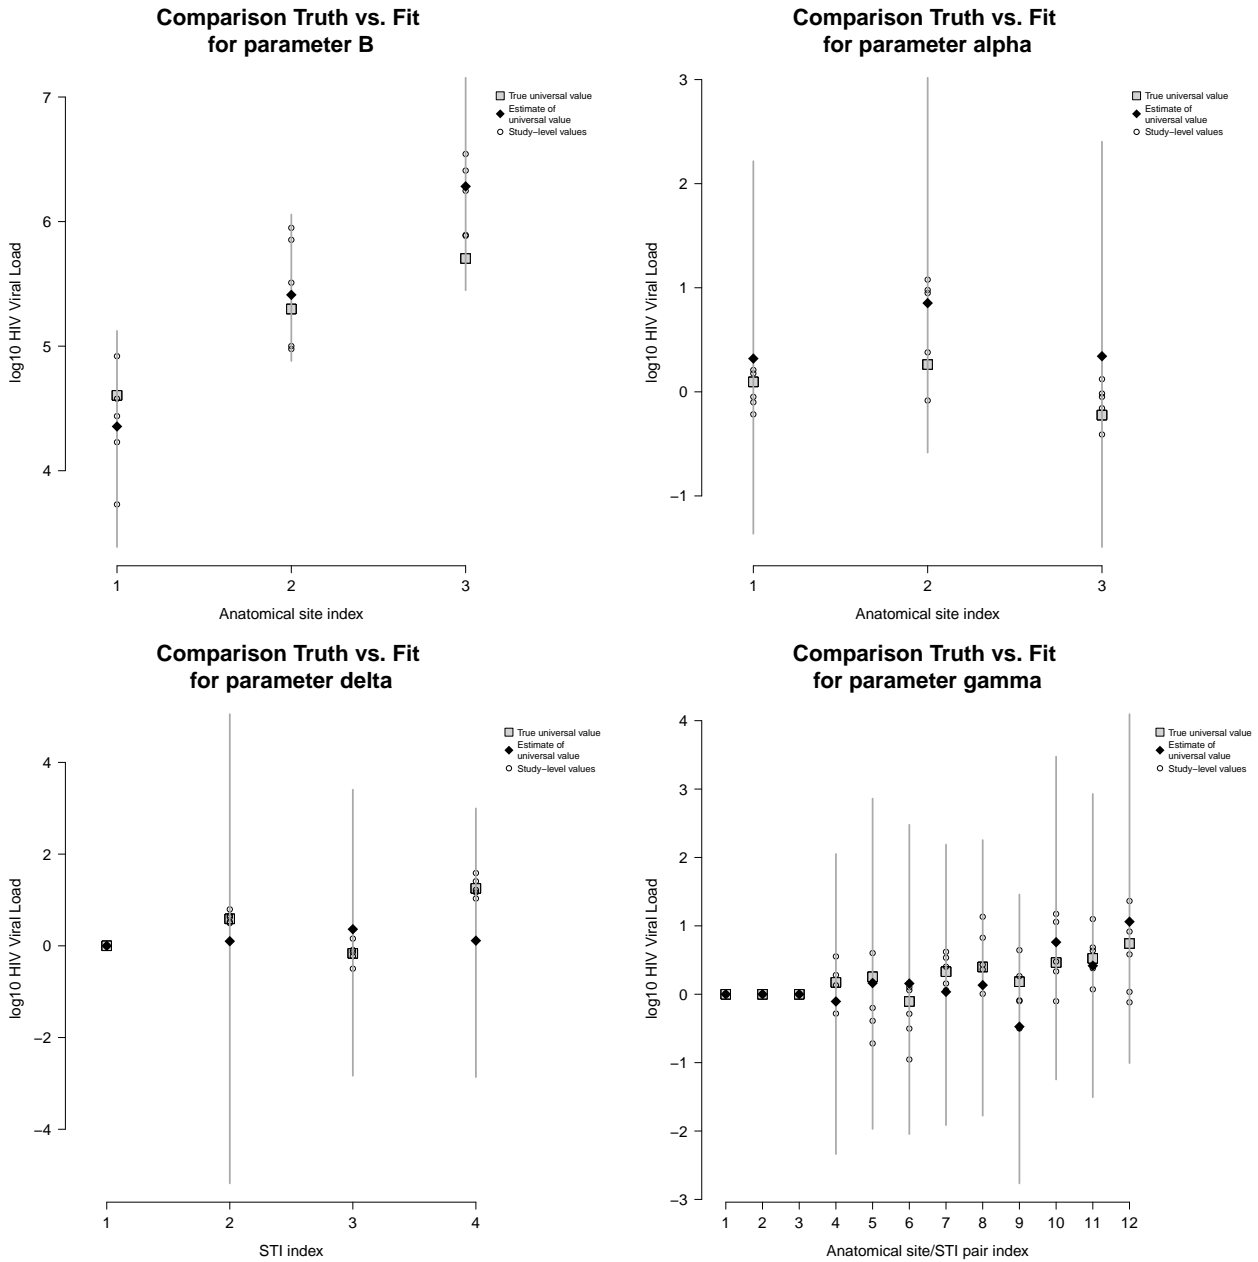 Comparison Truth vs. Fit
for parameter B
7
6
5
4
log10 HIV Viral Load
1 2 3
Anatomical site index
True universal value
Estimate of
universal value
Study−level values
Comparison Truth vs. Fit
for parameter alpha
3
2
1
0
−1
log10 HIV Viral Load
1 2 3
Anatomical site index
True universal value
Estimate of
universal value
Study−level values
Comparison Truth vs. Fit
for parameter delta
4
2
0
−2
−4
log10 HIV Viral Load
1 2 3 4
STI index
True universal value
Estimate of
universal value
Study−level values
Comparison Truth vs. Fit
for parameter gamma
4
3
2
1
0
−1
−2
−3
log10 HIV Viral Load
1 2 3 4 5 6 7 8 9 10 11 12
Anatomical site/STI pair index
True universal value
Estimate of
universal value
Study−level values